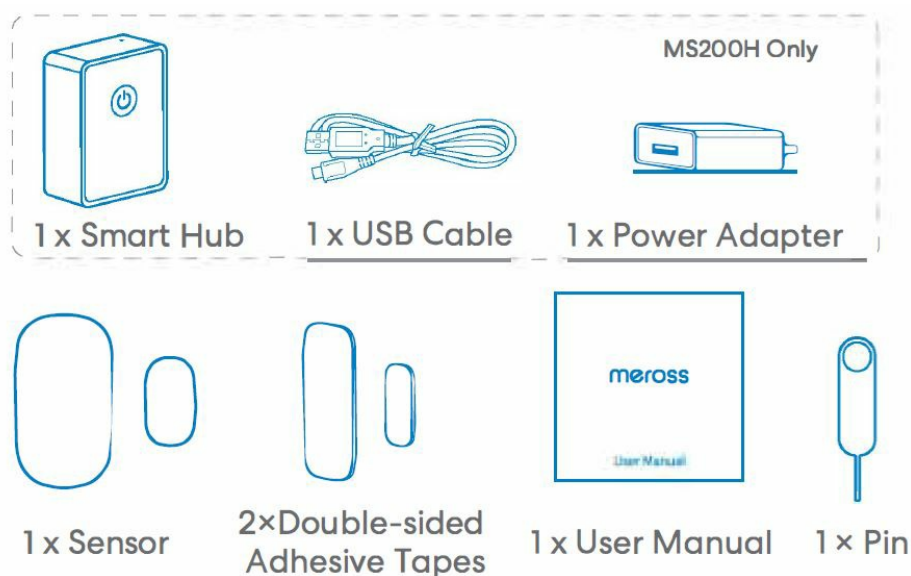 MS200H Only
1 x Smart Hub
1 x USB Cable
1 x Power Adapter
meross
User Manual
1 x Sensor
2×Double-sided
Adhesive Tapes
1 x User Manual
1 × Pin